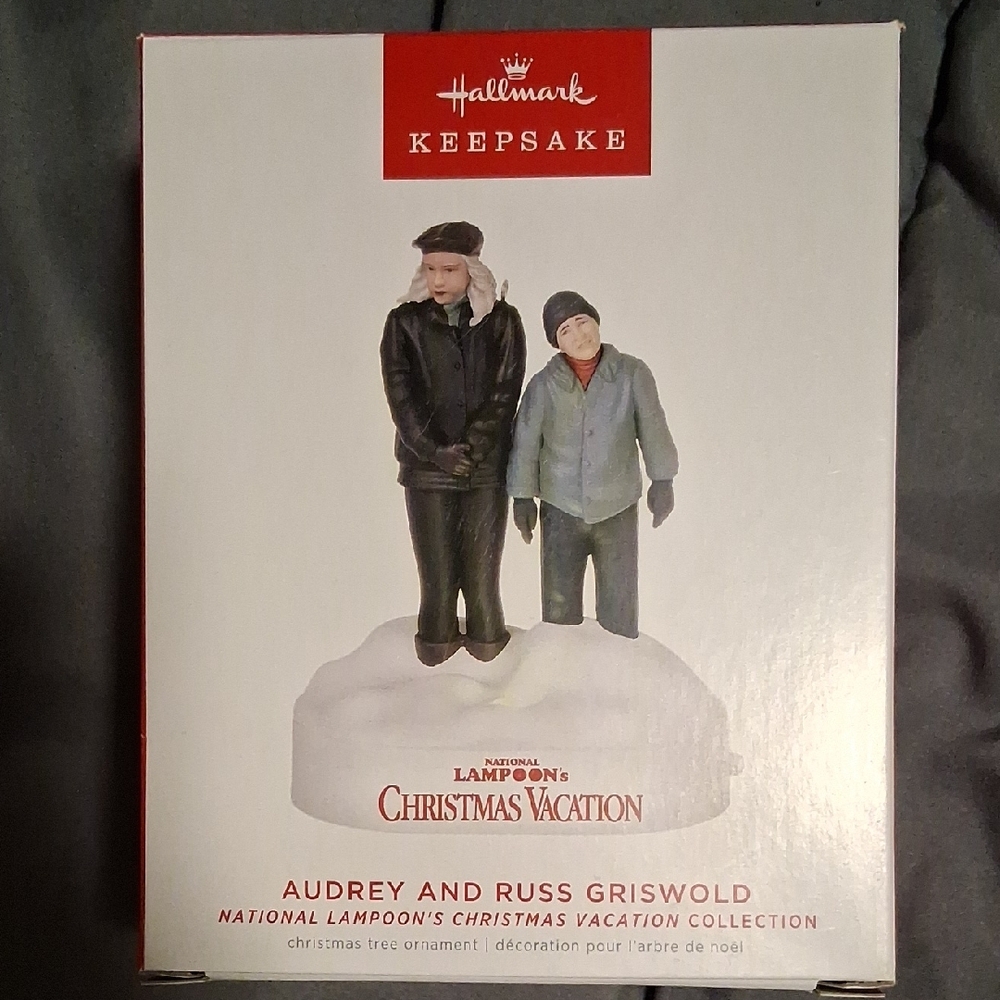 Hallmark
KEEPSAKE
NATIONAL
LAMPOON's
CHRISTMAS VACATION
AUDREY AND RUSS GRISWOLD
NATIONAL LAMPOON'S CHRISTMAS VACATION COLLECTION
christmas tree ornament | décoration pour l'arbre de noël